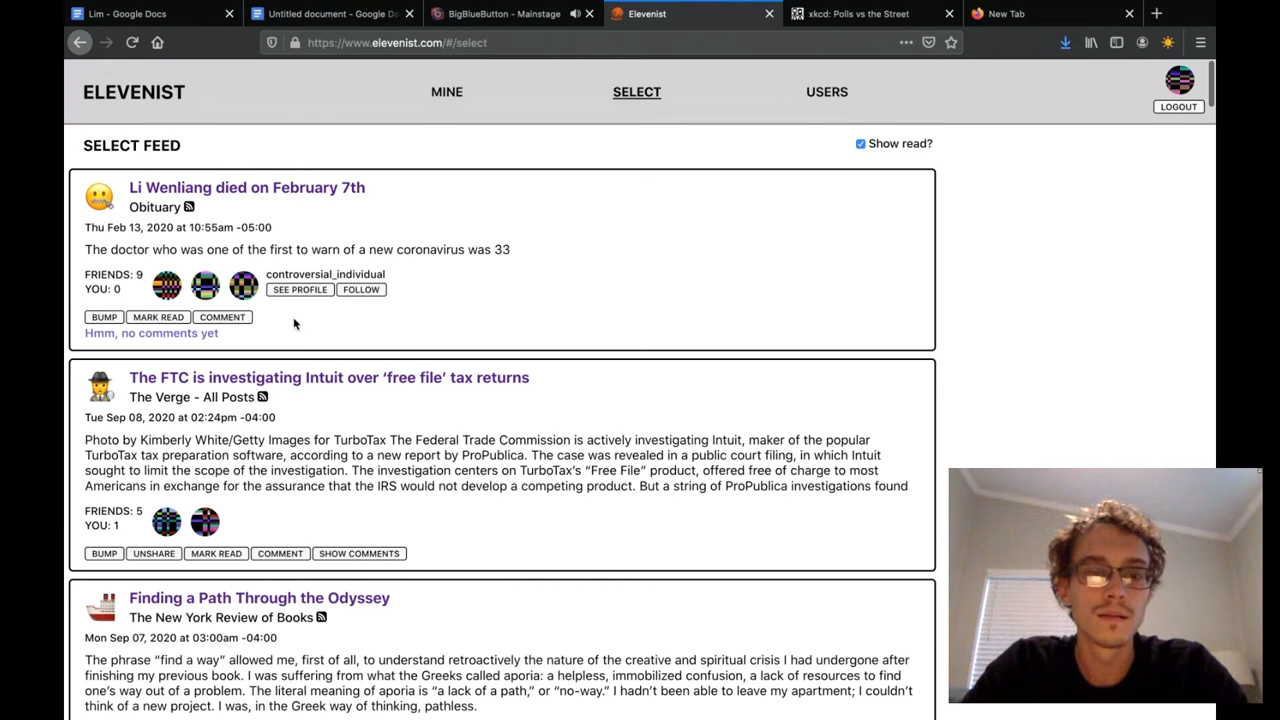 Lim - Google Docs
Untitled document - Google Do
BigBlueButton - Mainstage
Elevenist
xkcd: Polls vs the Street
New Tab
https://www.elevenist.com/#/select
ELEVENIST
MINE
SELECT
USERS
LOGOUT
SELECT FEED
Show read?
Li Wenliang died on February 7th
Obituary
Thu Feb 13, 2020 at 10:55am -05:00
The doctor who was one of the first to warn of a new coronavirus was 33
FRIENDS: 9
YOU: 0
controversial_individual
SEE PROFILE
FOLLOW
BUMP
MARK READ
COMMENT
Hmm, no comments yet
The FTC is investigating Intuit over ‘free file’ tax returns
The Verge - All Posts
Tue Sep 08, 2020 at 02:24pm -04:00
Photo by Kimberly White/Getty Images for TurboTax The Federal Trade Commission is actively investigating Intuit, maker of the popular
TurboTax tax preparation software, according to a new report by ProPublica. The case was revealed in a public court filing, in which Intuit
sought to limit the scope of the investigation. The investigation centers on TurboTax’s “Free File” product, offered free of charge to most
Americans in exchange for the assurance that the IRS would not develop a competing product. But a string of ProPublica investigations found
FRIENDS: 5
YOU: 1
BUMP
UNSHARE
MARK READ
COMMENT
SHOW COMMENTS
Finding a Path Through the Odyssey
The New York Review of Books
Mon Sep 07, 2020 at 03:00am -04:00
The phrase “find a way” allowed me, first of all, to understand retroactively the nature of the creative and spiritual crisis I had undergone after
finishing my previous book. I was suffering from what the Greeks called aporia: a helpless, immobilized confusion, a lack of resources to find
one’s way out of a problem. The literal meaning of aporia is “a lack of a path,” or “no-way.” I hadn’t been able to leave my apartment; I couldn’t
think of a new project. I was, in the Greek way of thinking, pathless.